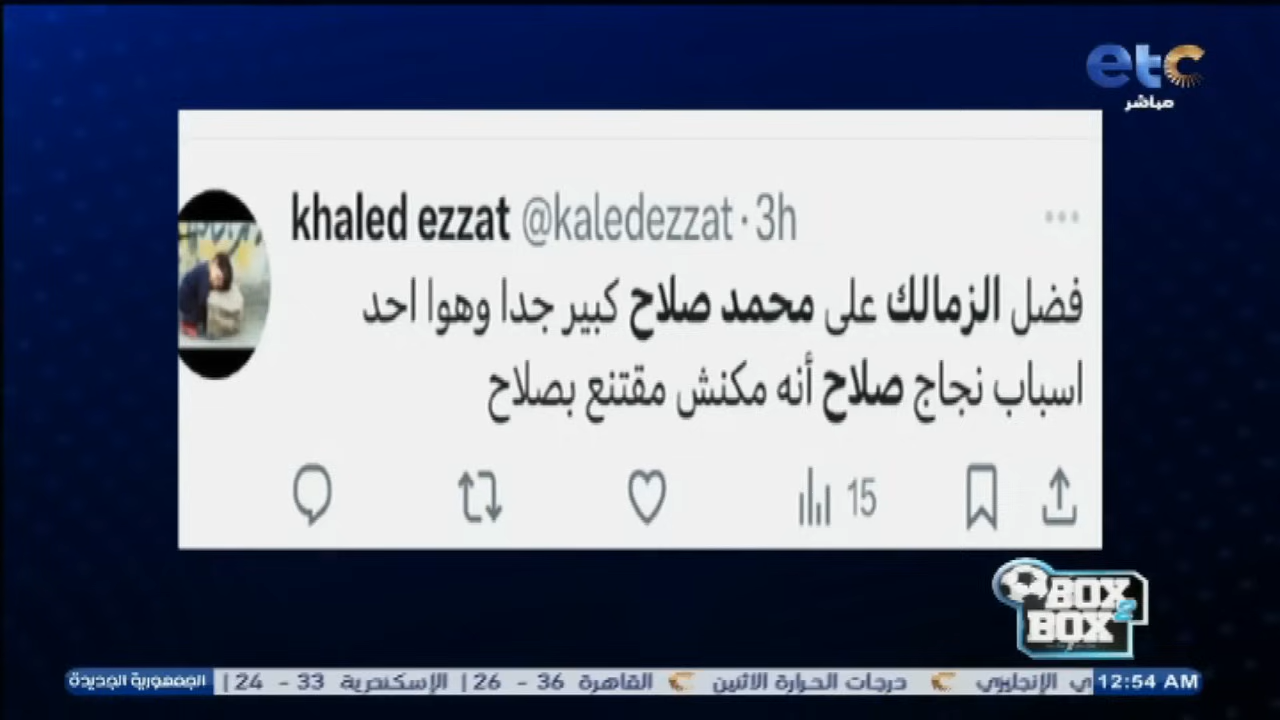 etc
مباشر
khaled ezzat @kaledezzat · 3h
فضل الزمالك على محمد صلاح كبير جدا وهوا احد
اسباب نجاج صلاح أنه مكنش مقتنع بصلاح
15
BOX 2
BOX
الجمهورية الجديدة
ي الإنجليزي درجات الحرارة الاثنين القاهرة 36 - 26 | الإسكندرية 33 - 24 |
12:54 AM